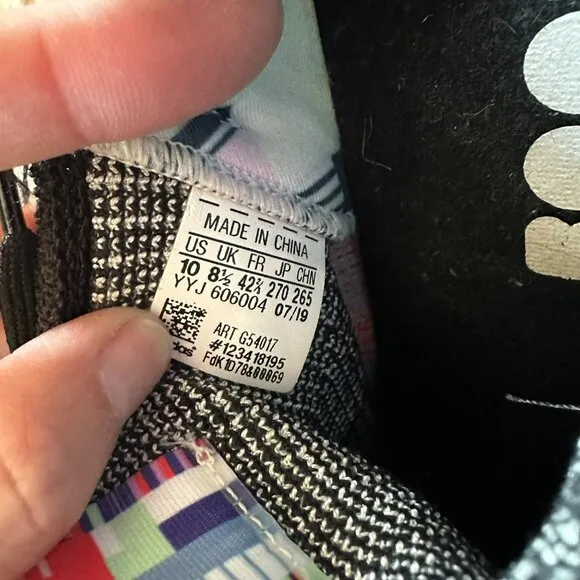 MADE IN CHINA
US UK FR JP CHN
10 8½ 42⅔ 270 265
YYJ 606004 07/19
ART G54017
#123418195